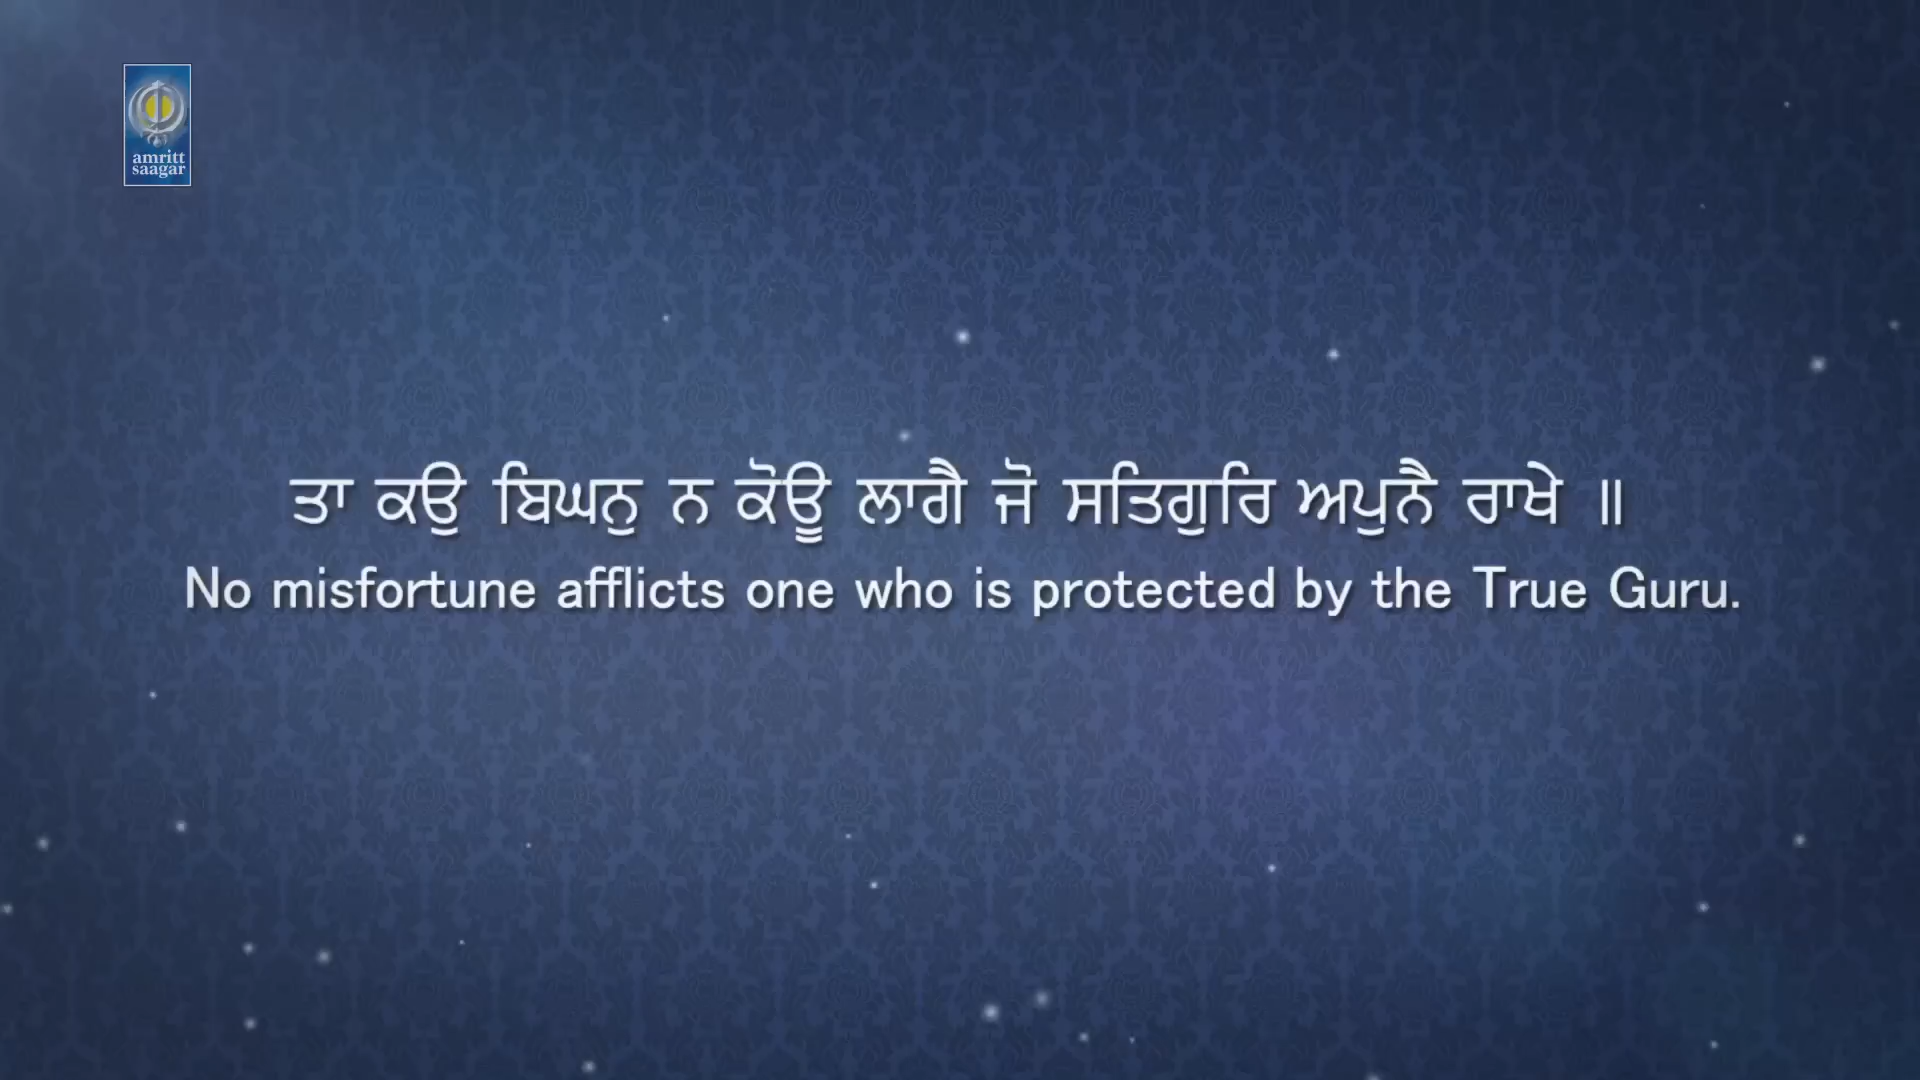 amritt
saagar
ਤਾ ਕਉ ਬਿਘਨੁ ਨ ਕੋਊ ਲਾਗੈ ਜੋ ਸਤਿਗੁਰਿ ਅਪੁਨੈ ਰਾਖੇ ॥
No misfortune afflicts one who is protected by the True Guru.